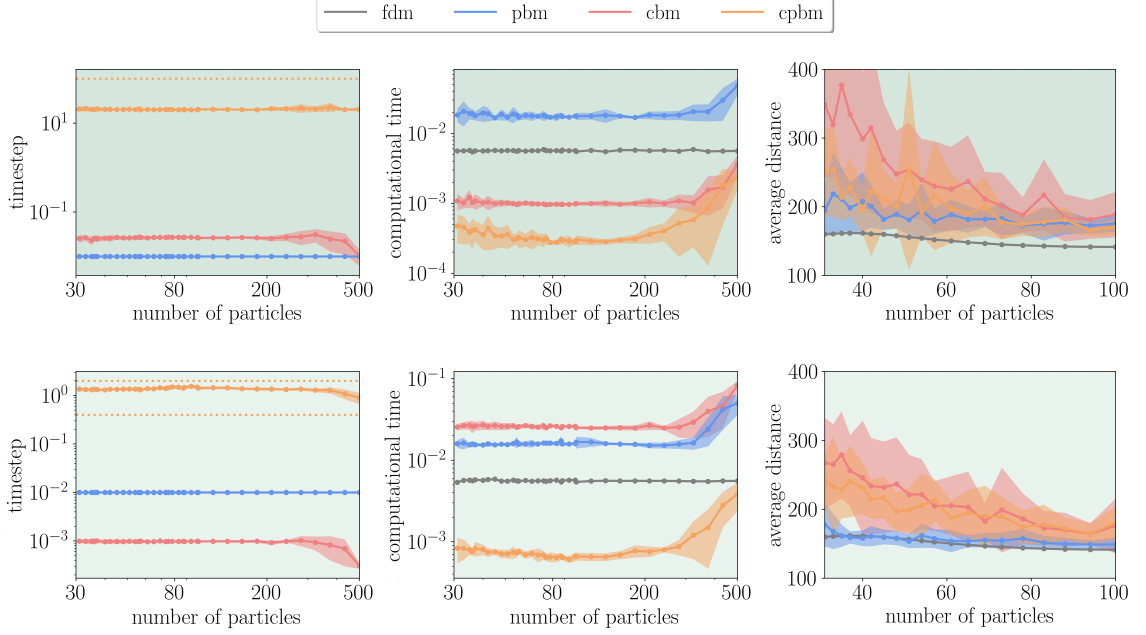 fdm pbm cbm cpbm
timestep
10¹
10⁻¹
30 80 200 500
number of particles
computational time
10⁻²
10⁻³
10⁻⁴
30 80 200 500
number of particles
average distance
400
300
200
100
40 60 80 100
number of particles
timestep
10⁰
10⁻¹
10⁻²
10⁻³
30 80 200 500
number of particles
computational time
10⁻¹
10⁻²
10⁻³
30 80 200 500
number of particles
average distance
400
300
200
100
40 60 80 100
number of particles